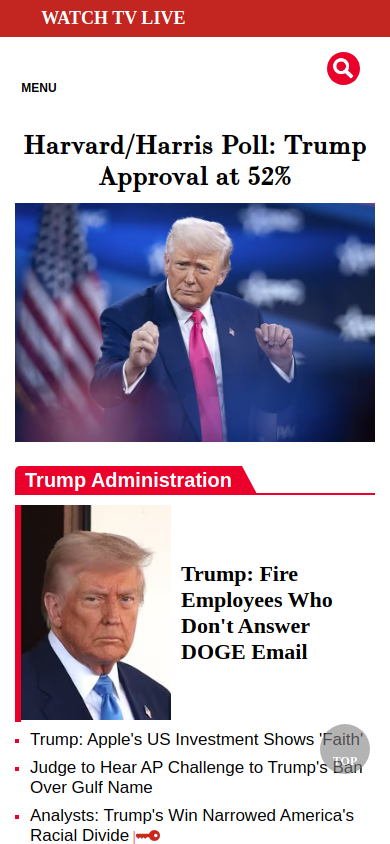 WATCH TV LIVE
MENU
Harvard/Harris Poll: Trump
Approval at 52%
Trump Administration
Trump: Fire
Employees Who
Don't Answer
DOGE Email
Trump: Apple's US Investment Shows 'Faith'
TOP
Judge to Hear AP Challenge to Trump's Ban
Over Gulf Name
Analysts: Trump's Win Narrowed America's
Racial Divide